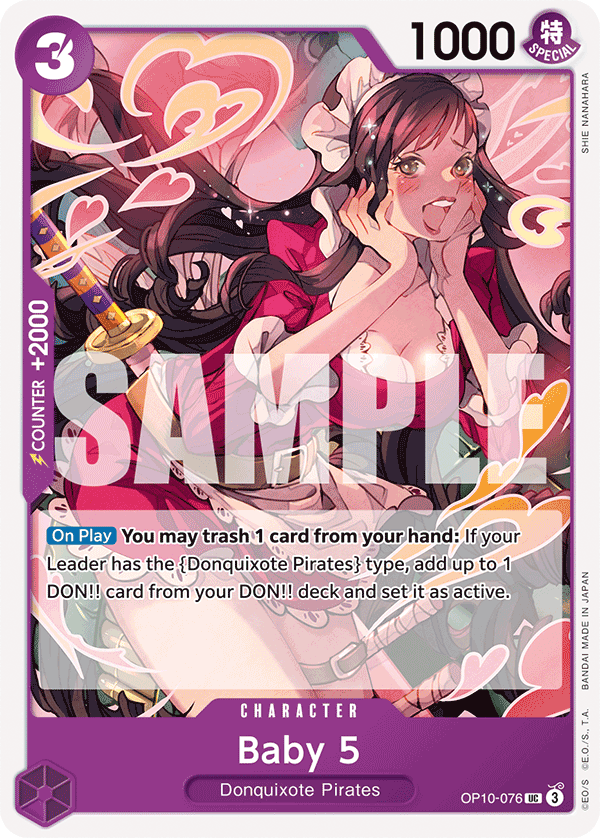 3
1000
特
SPECIAL
SHIE NANAHARA
COUNTER +2000
SAMPLE
On Play You may trash 1 card from your hand: If your
Leader has the {Donquixote Pirates} type, add up to 1
DON!! card from your DON!! deck and set it as active.
CHARACTER
Baby 5
Donquixote Pirates
OP10-076 UC 3
©EO/S ©E.O./S., T.A. BANDAI MADE IN JAPAN